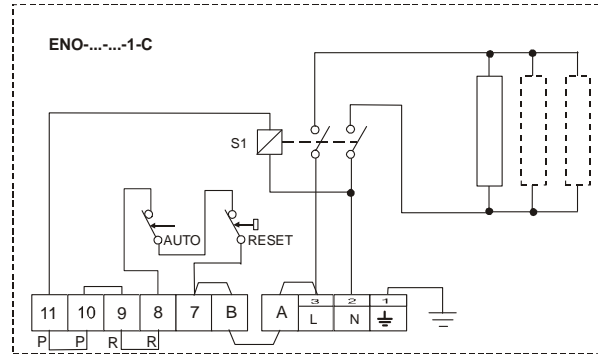 ENO-...-...-1-C
S1
AUTO RESET
11 10 9 8 7 B A 3 2 1
L N
P P R R